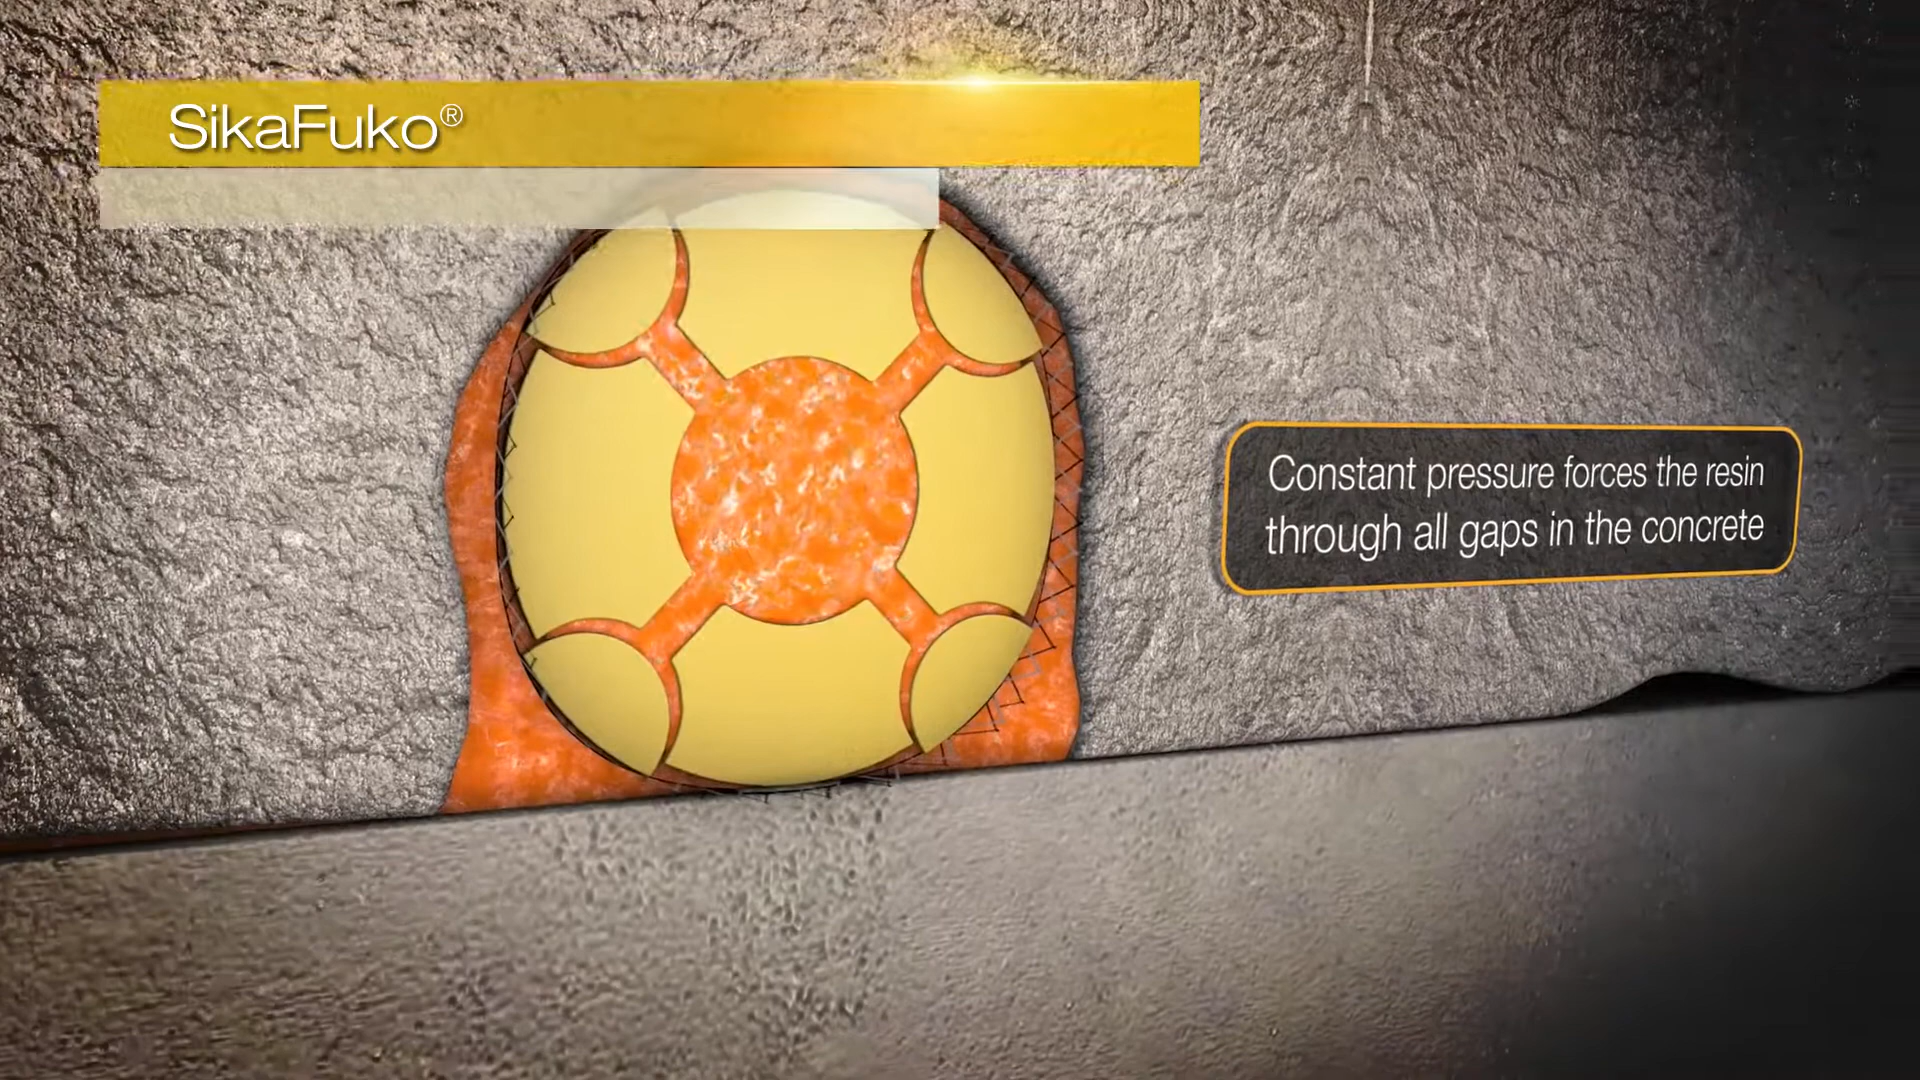 SikaFuko®
Constant pressure forces the resin
through all gaps in the concrete